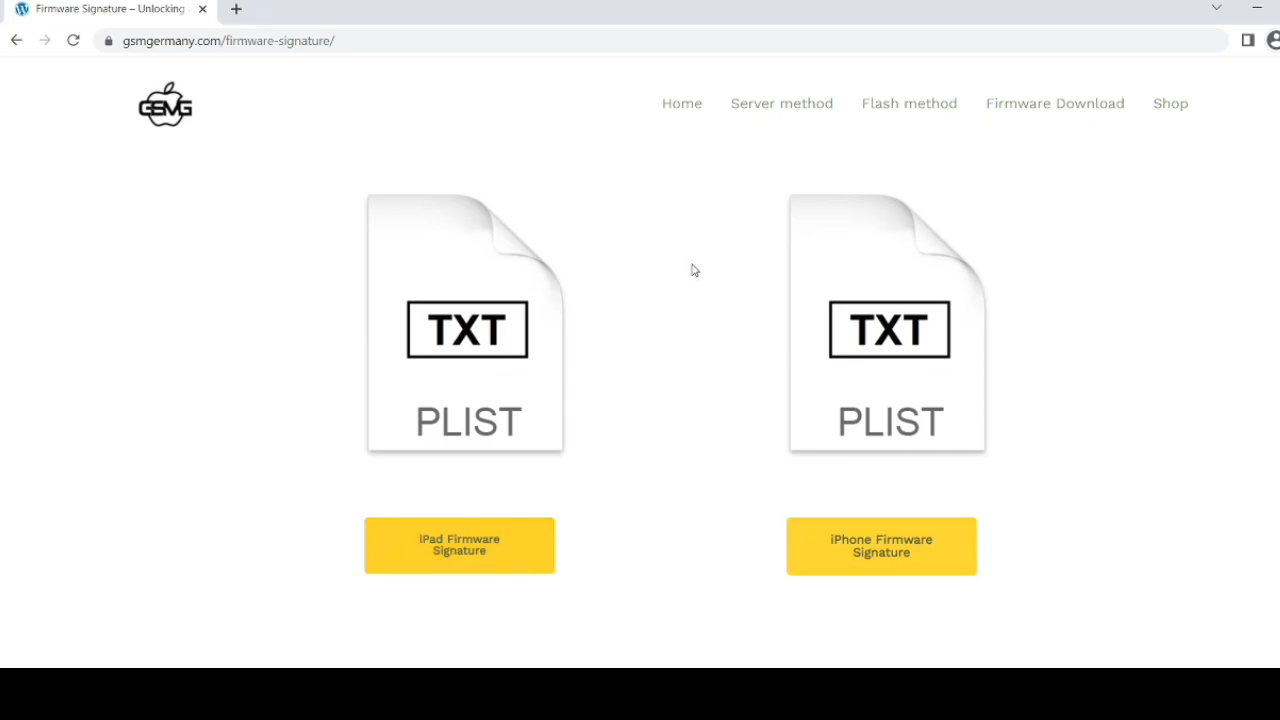 Firmware Signature – Unlocking
gsmgermany.com/firmware-signature/
GSMG
Home
Server method
Flash method
Firmware Download
Shop
TXT
PLIST
TXT
PLIST
iPad Firmware
Signature
iPhone Firmware
Signature